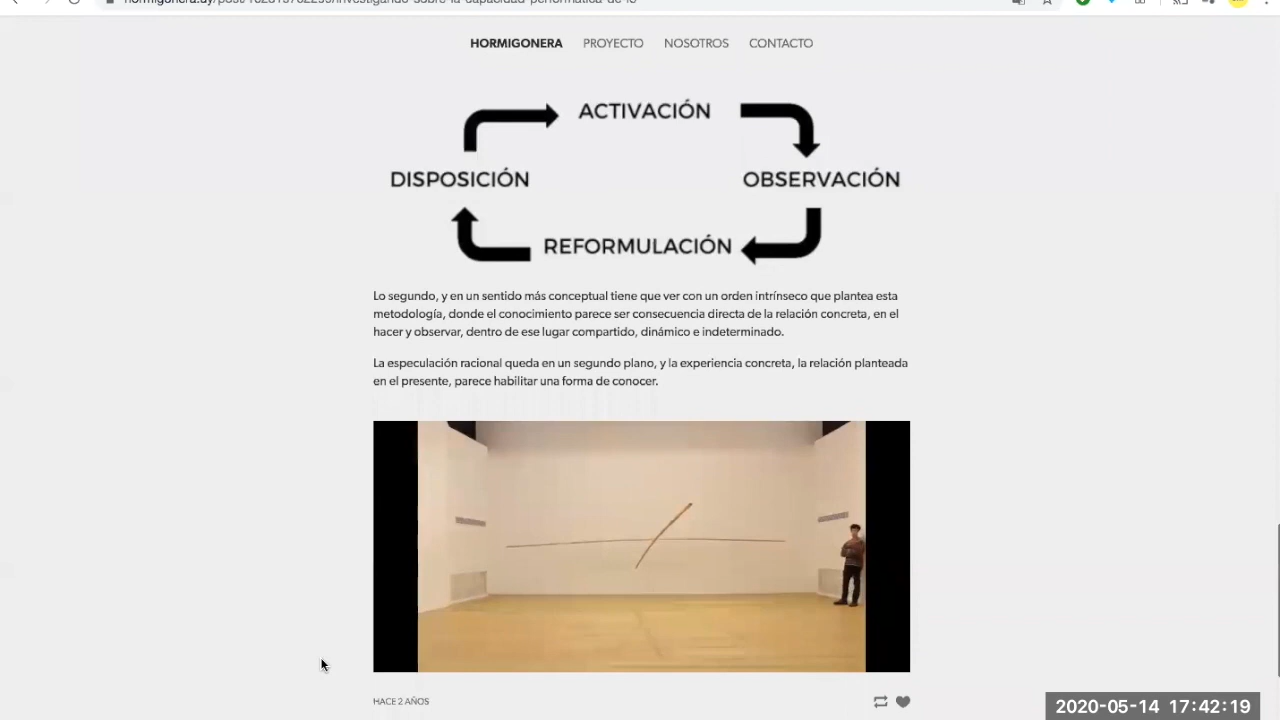 HORMIGONERA PROYECTO NOSOTROS CONTACTO
ACTIVACIÓN
DISPOSICIÓN OBSERVACIÓN
REFORMULACIÓN
Lo segundo, y en un sentido más conceptual tiene que ver con un orden intrínseco que plantea esta
metodología, donde el conocimiento parece ser consecuencia directa de la relación concreta, en el
hacer y observar, dentro de ese lugar compartido, dinámico e indeterminado.
La especulación racional queda en un segundo plano, y la experiencia concreta, la relación planteada
en el presente, parece habilitar una forma de conocer.
HACE 2 AÑOS
2020-05-14 17:42:19